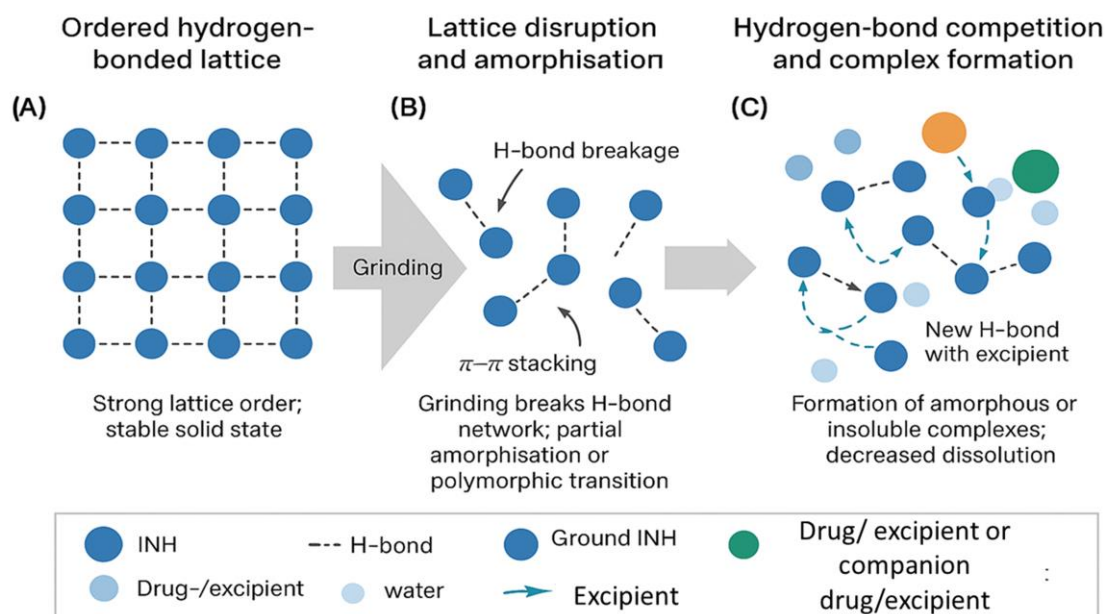 Ordered hydrogen-
bonded lattice
Lattice disruption
and amorphisation
Hydrogen-bond competition
and complex formation
(A)
(B)
(C)
H-bond breakage
Grinding
π–π stacking
New H-bond
with excipient
Strong lattice order;
stable solid state
Grinding breaks H-bond
network; partial
amorphisation or
polymorphic transition
Formation of amorphous or
insoluble complexes;
decreased dissolution
INH
H-bond
Ground INH
Drug/ excipient or
companion
drug/excipient
:
Drug-/excipient
water
Excipient